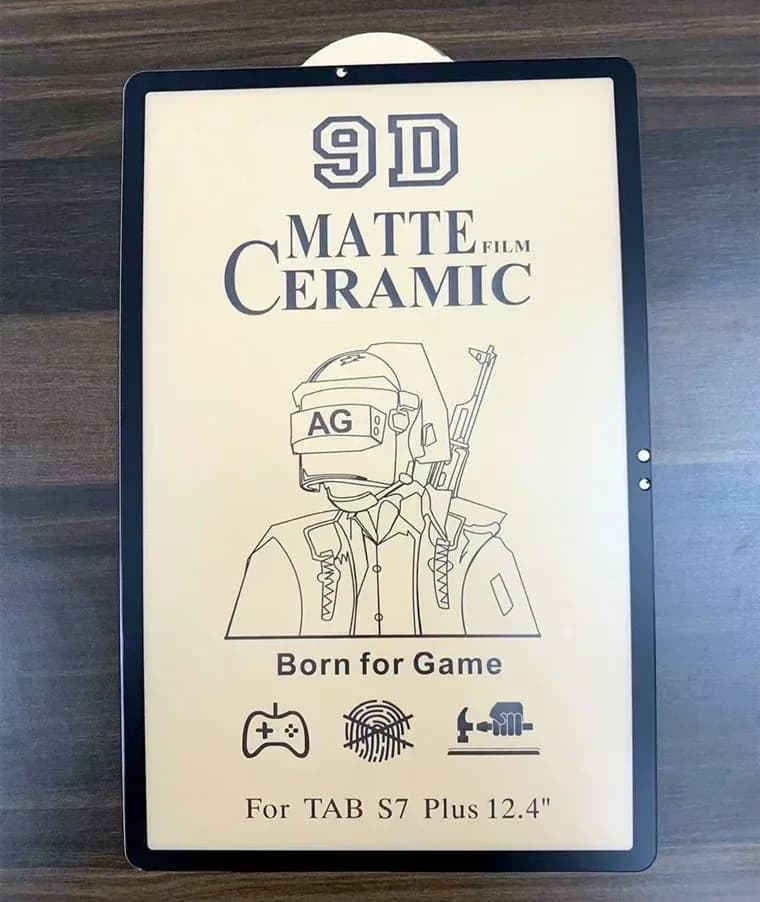 9D
MATTE FILM
CERAMIC
AG
Born for Game
For TAB S7 Plus 12.4"